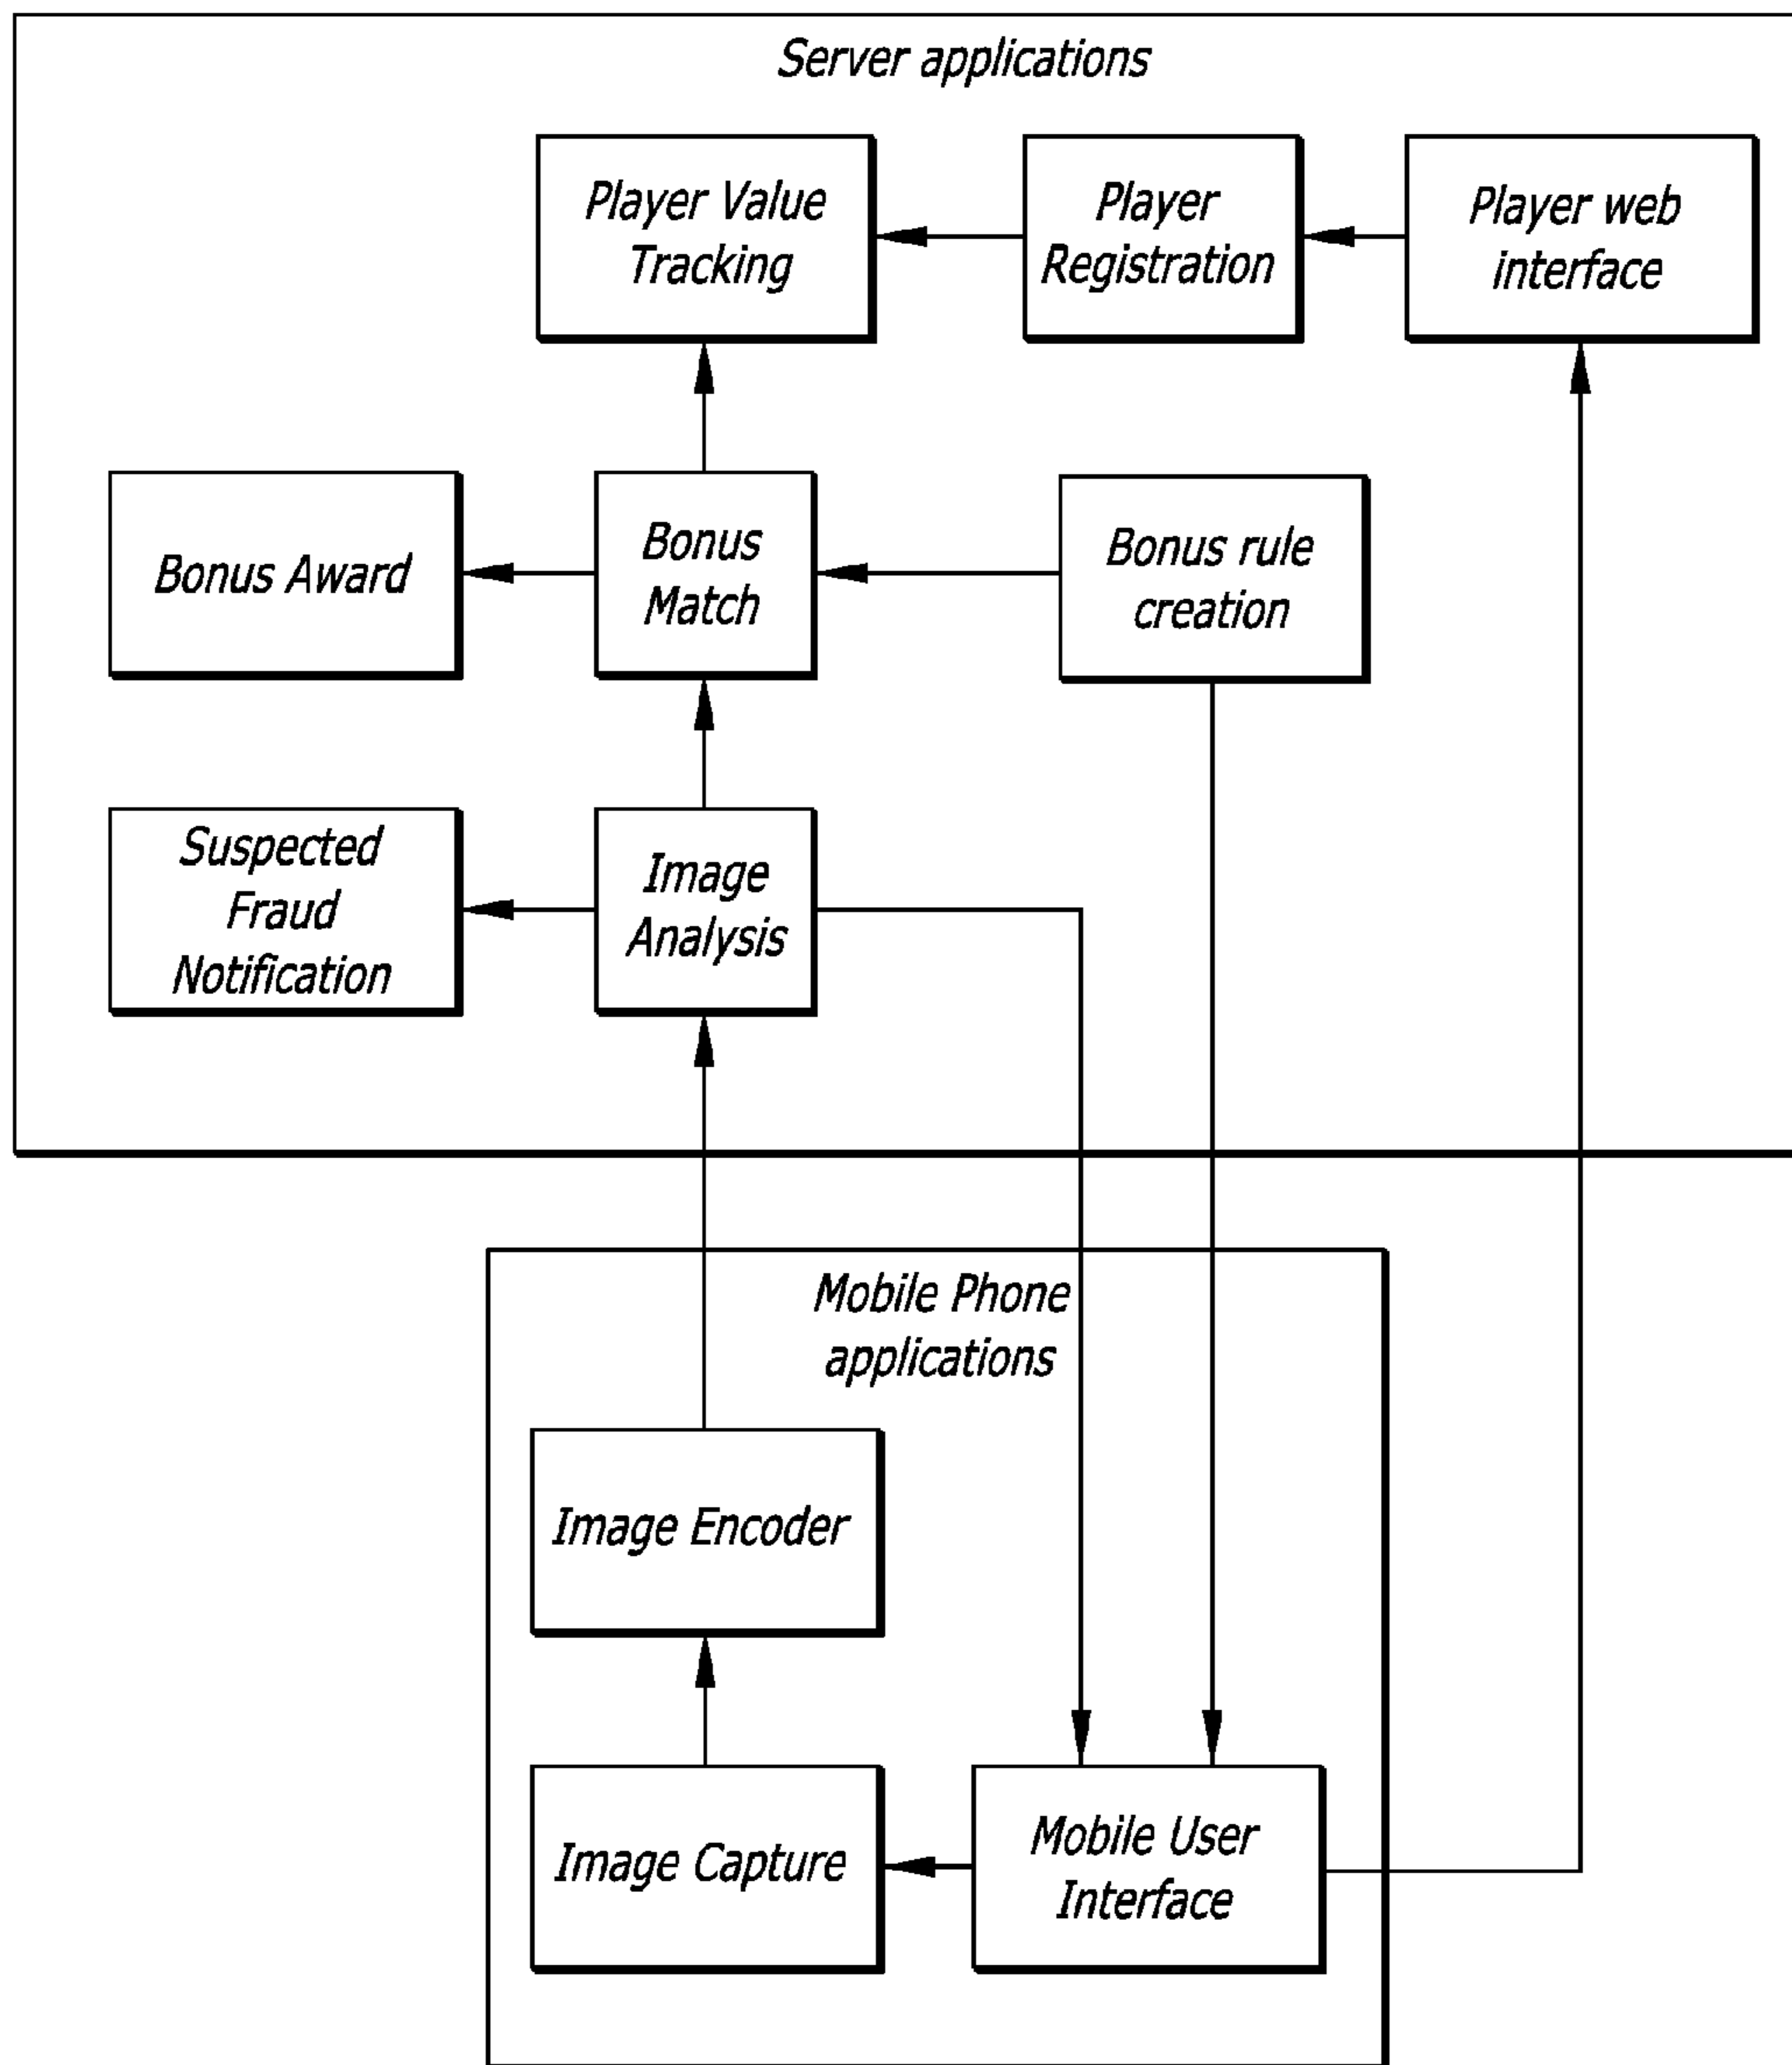 Server applications
Player Value
Tracking
Player
Registration
Player web
interface
Bonus Award
Bonus
Match
Bonus rule
creation
Suspected
Fraud
Notification
Image
Analysis
Mobile Phone
applications
Image Encoder
Image Capture
Mobile User
Interface